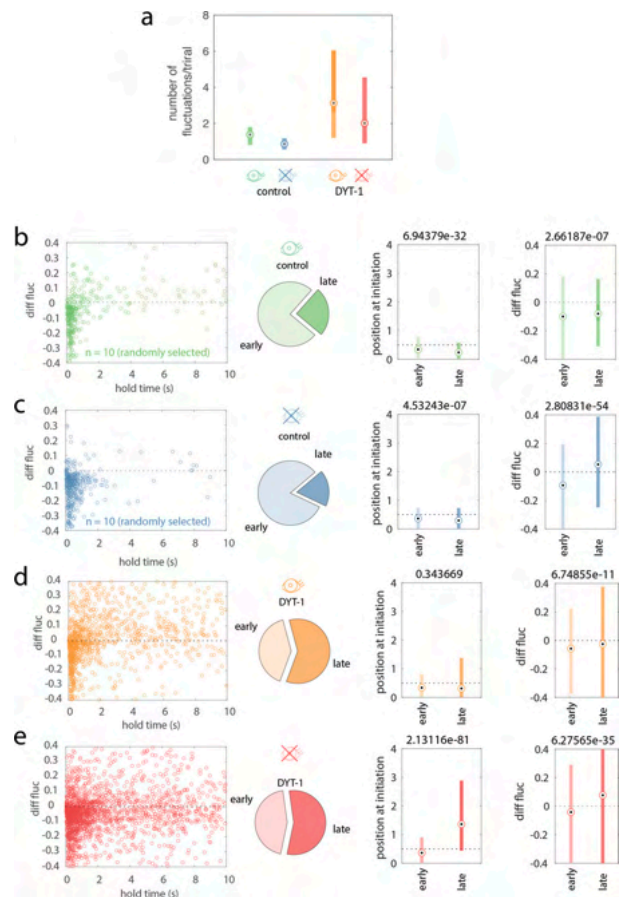 a
number of
fluctuations/triral
8
6
4
2
0
control
DYT-1
b
diff fluc
0.4
0.3
0.2
0.1
0
-0.1
-0.2
-0.3
-0.4
n = 10 (randomly selected)
0 2 4 6 8 10
hold time (s)
control
late
early
6.94379e-32
position at initiation
4
3
2
1
0
early
late
2.66187e-07
diff fluc
0.4
0.2
0
-0.2
-0.4
early
late
c
diff fluc
0.4
0.3
0.2
0.1
0
-0.1
-0.2
-0.3
-0.4
n = 10 (randomly selected)
0 2 4 6 8 10
hold time (s)
control
late
early
4.53243e-07
position at initiation
4
3
2
1
0
early
late
2.80831e-54
diff fluc
0.4
0.2
0
-0.2
-0.4
early
late
d
diff fluc
0.4
0.3
0.2
0.1
0
-0.1
-0.2
-0.3
-0.4
0 2 4 6 8 10
hold time (s)
DYT-1
early
late
0.343669
position at initiation
4
3
2
1
0
early
late
6.74855e-11
diff fluc
0.4
0.2
0
-0.2
-0.4
early
late
e
diff fluc
0.4
0.3
0.2
0.1
0
-0.1
-0.2
-0.3
-0.4
0 2 4 6 8 10
hold time (s)
DYT-1
early
late
2.13116e-81
position at initiation
4
3
2
1
0
early
late
6.27565e-35
diff fluc
0.4
0.2
0
-0.2
0.4
early
late